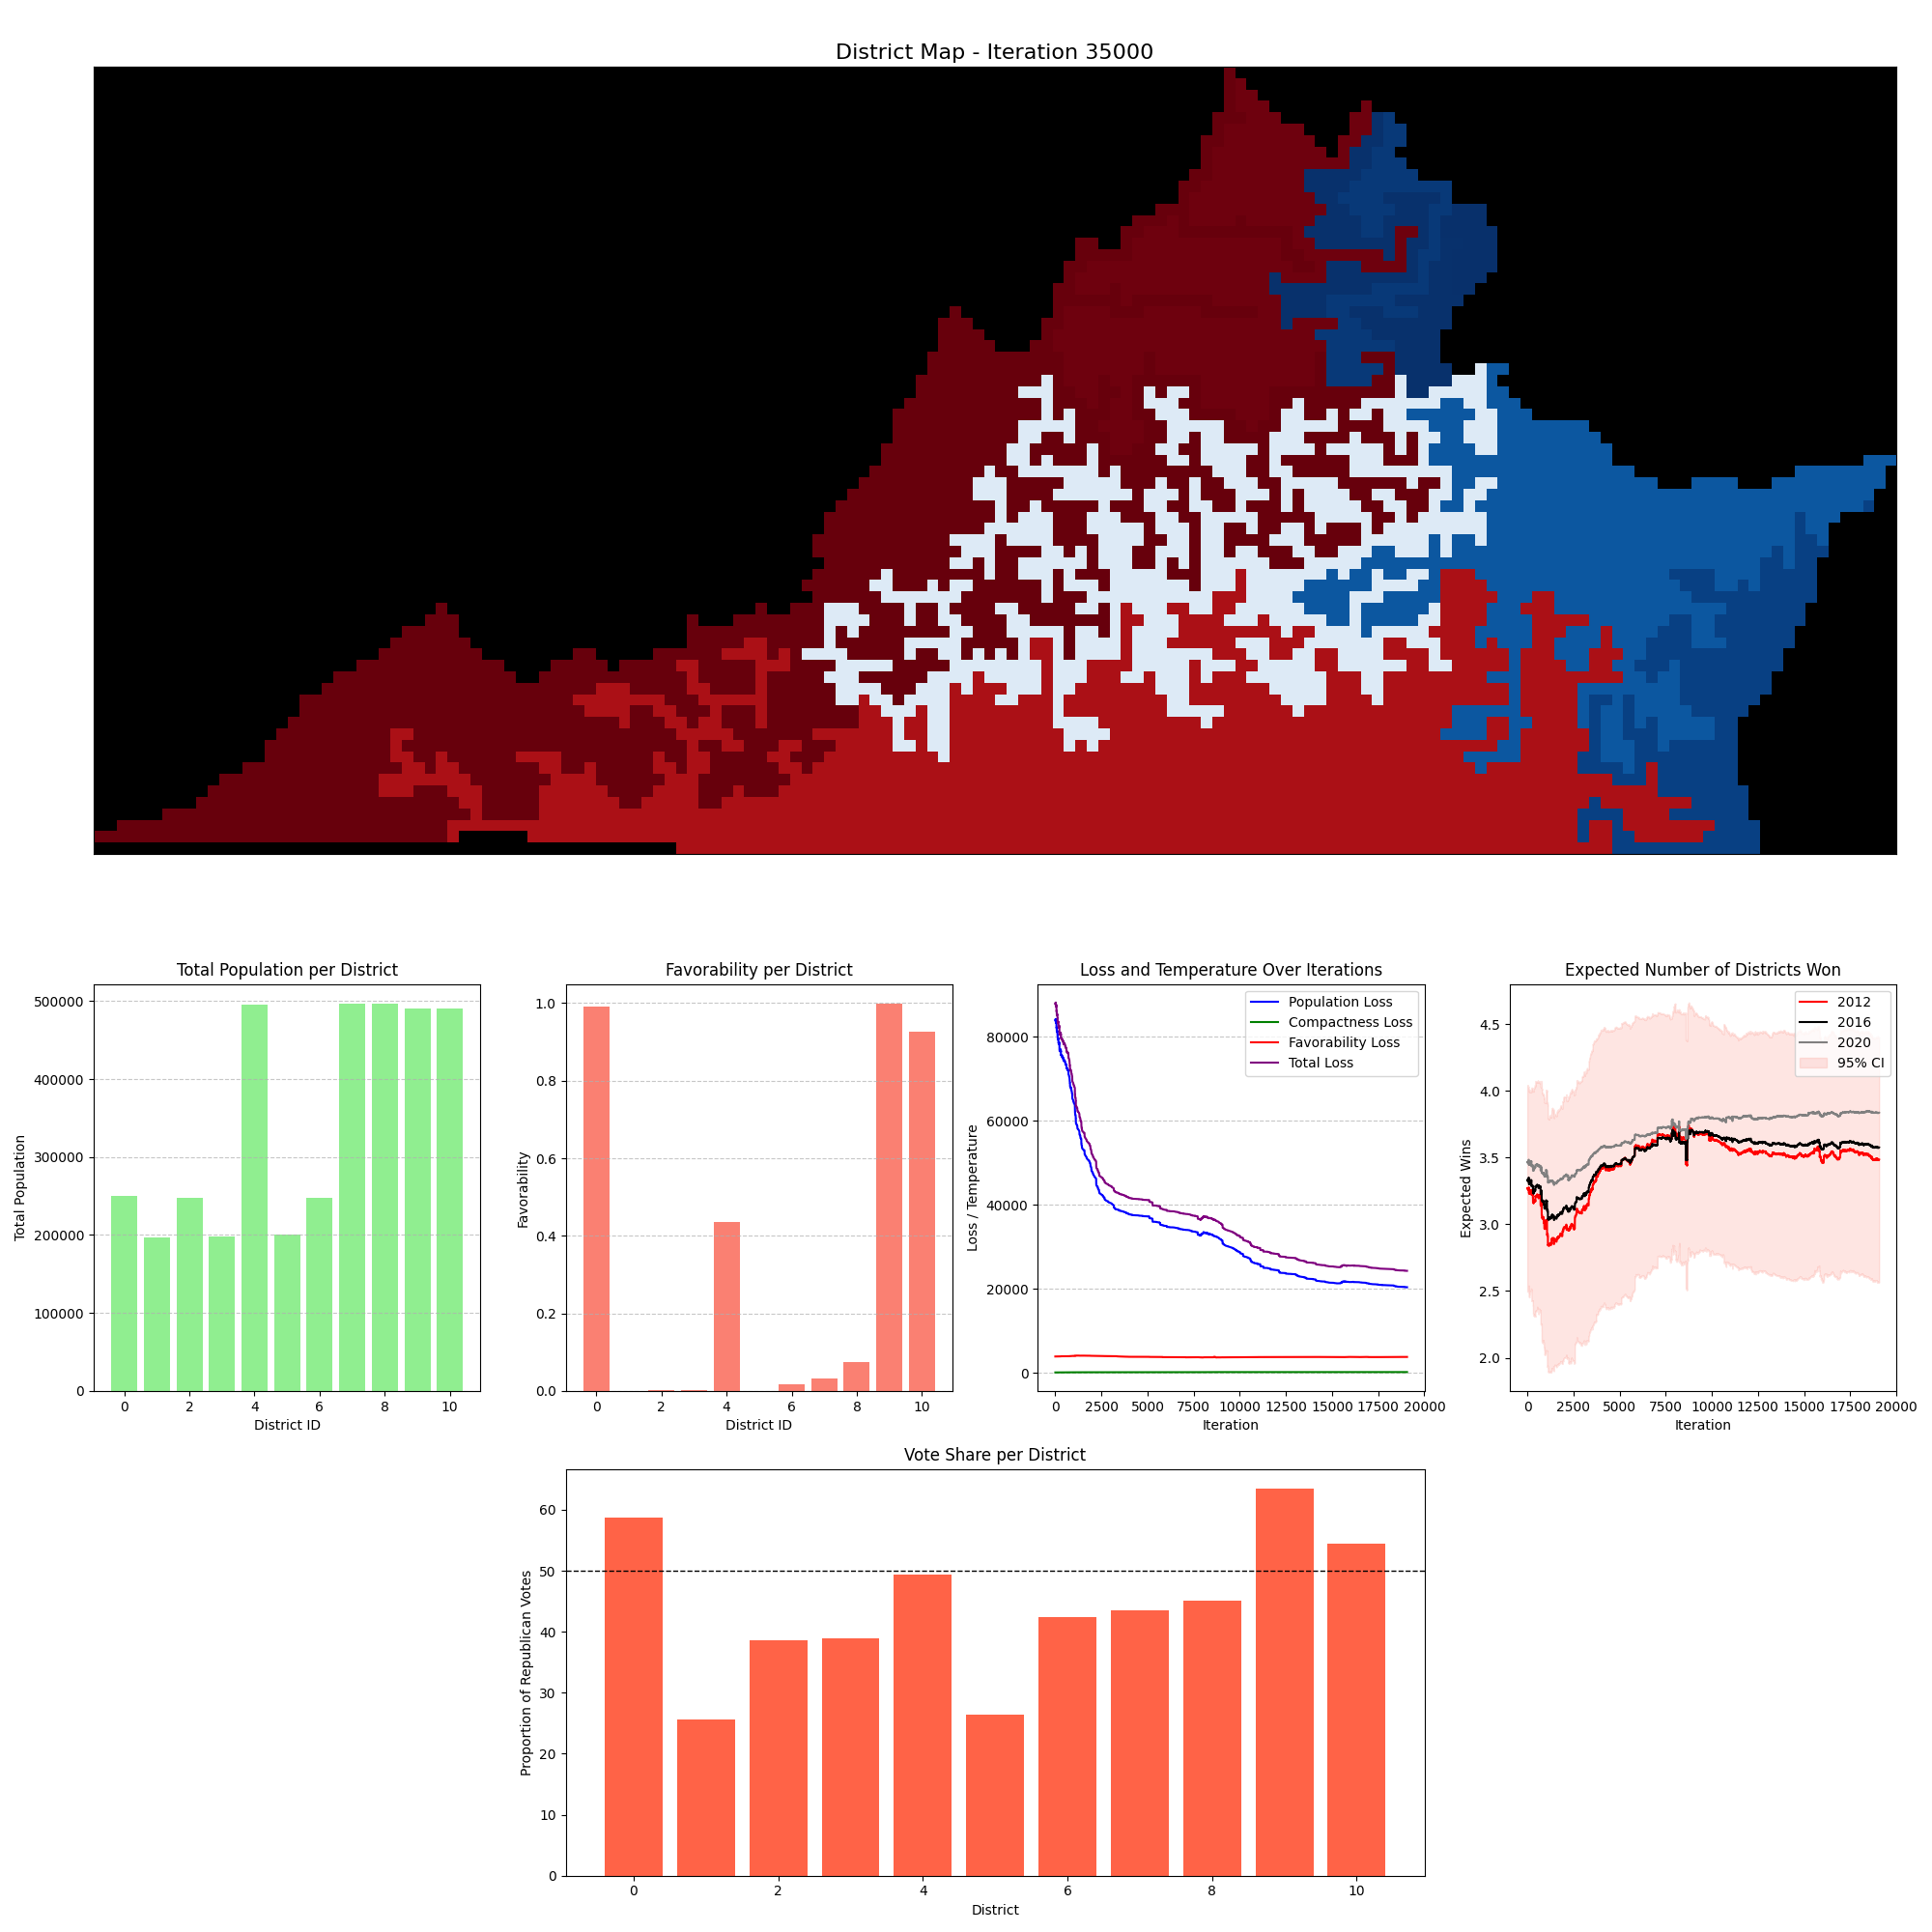 District Map - Iteration 35000
Total Population per District
Total Population
500000
400000
300000
200000
100000
0
0 2 4 6 8 10
District ID
Favorability per District
Favorability
1.0
0.8
0.6
0.4
0.2
0.0
0 2 4 6 8 10
District ID
Loss and Temperature Over Iterations
Loss / Temperature
80000
60000
40000
20000
0
Population Loss
Compactness Loss
Favorability Loss
Total Loss
0 2500 5000 7500 10000 12500 15000 17500 20000
Iteration
Expected Number of Districts Won
Expected Wins
4.5
4.0
3.5
3.0
2.5
2.0
2012
2016
2020
95% CI
0 2500 5000 7500 10000 12500 15000 17500 20000
Iteration
Vote Share per District
Proportion of Republican Votes
60
50
40
30
20
10
0
0 2 4 6 8 10
District